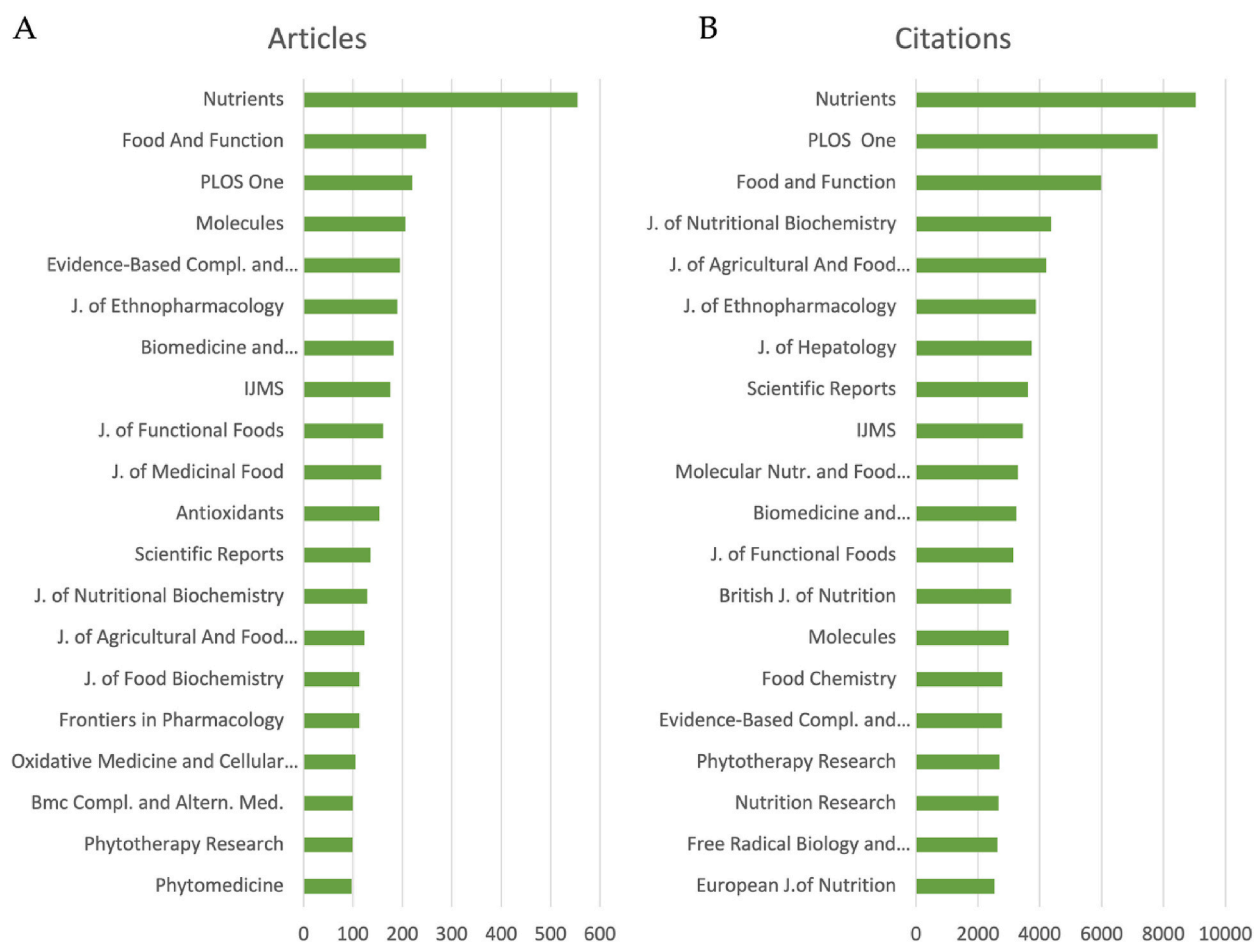 A
Articles
Nutrients
Food And Function
PLOS One
Molecules
Evidence-Based Compl. and...
J. of Ethnopharmacology
Biomedicine and...
IJMS
J. of Functional Foods
J. of Medicinal Food
Antioxidants
Scientific Reports
J. of Nutritional Biochemistry
J. of Agricultural And Food...
J. of Food Biochemistry
Frontiers in Pharmacology
Oxidative Medicine and Cellular...
Bmc Compl. and Altern. Med.
Phytotherapy Research
Phytomedicine
0 100 200 300 400 500 600
B
Citations
Nutrients
PLOS  One
Food and Function
J. of Nutritional Biochemistry
J. of Agricultural And Food...
J. of Ethnopharmacology
J. of Hepatology
Scientific Reports
IJMS
Molecular Nutr. and Food...
Biomedicine and...
J. of Functional Foods
British J. of Nutrition
Molecules
Food Chemistry
Evidence-Based Compl. and...
Phytotherapy Research
Nutrition Research
Free Radical Biology and...
European J.of Nutrition
0 2000 4000 6000 8000 10000